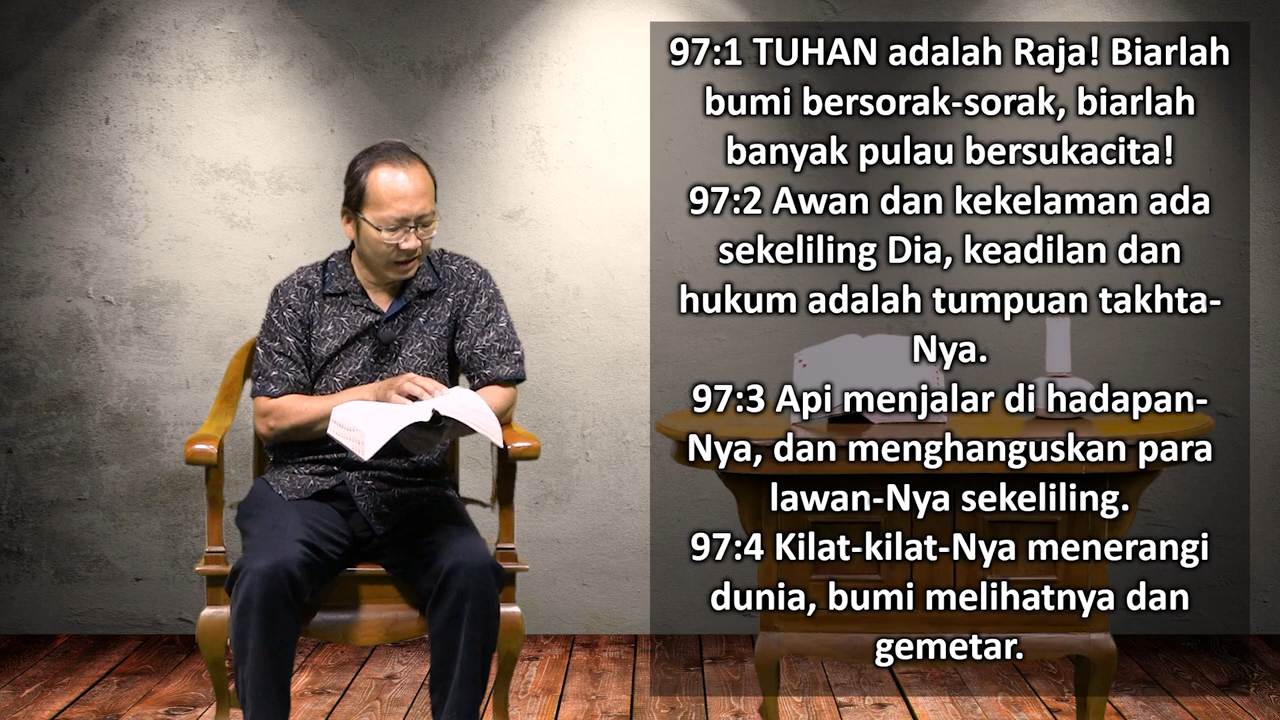 97:1 TUHAN adalah Raja! Biarlah
bumi bersorak-sorak, biarlah
banyak pulau bersukacita!
97:2 Awan dan kekelaman ada
sekeliling Dia, keadilan dan
hukum adalah tumpuan takhta-
Nya.
97:3 Api menjalar di hadapan-
Nya, dan menghanguskan para
lawan-Nya sekeliling.
97:4 Kilat-kilat-Nya menerangi
dunia, bumi melihatnya dan
gemetar.